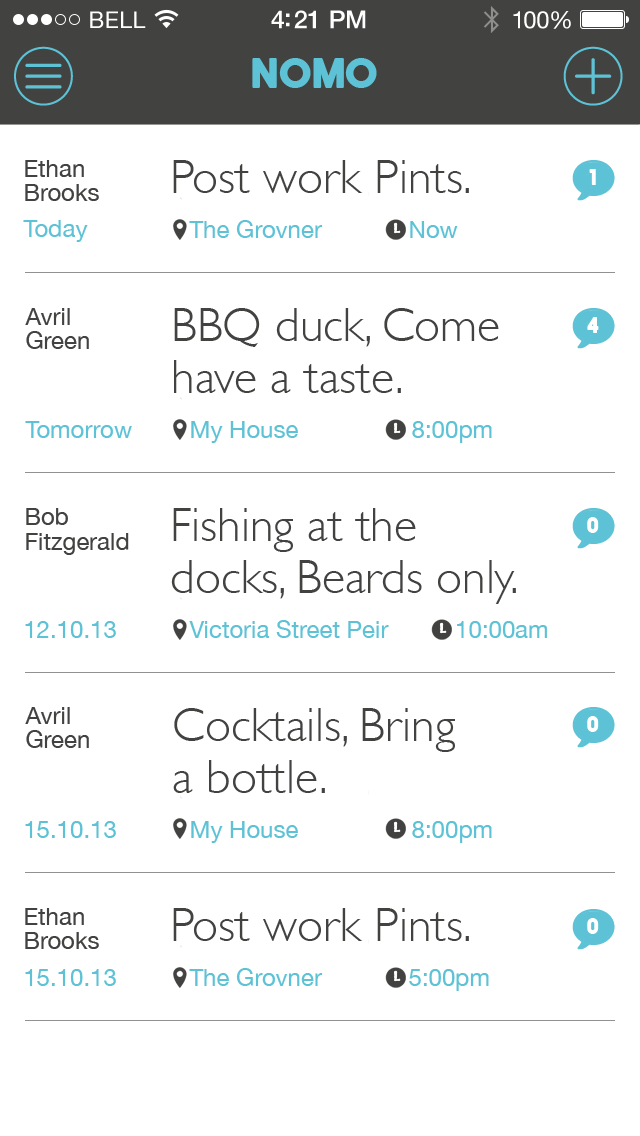 BELL 4:21 PM 100%
NOMO
Ethan
Brooks
Post work Pints.
1
Today
The Grovner
Now
Avril
Green
BBQ duck, Come
have a taste.
4
Tomorrow
My House
8:00pm
Bob
Fitzgerald
Fishing at the
docks, Beards only.
0
12.10.13
Victoria Street Peir
10:00am
Avril
Green
Cocktails, Bring
a bottle.
0
15.10.13
My House
8:00pm
Ethan
Brooks
Post work Pints.
0
15.10.13
The Grovner
5:00pm